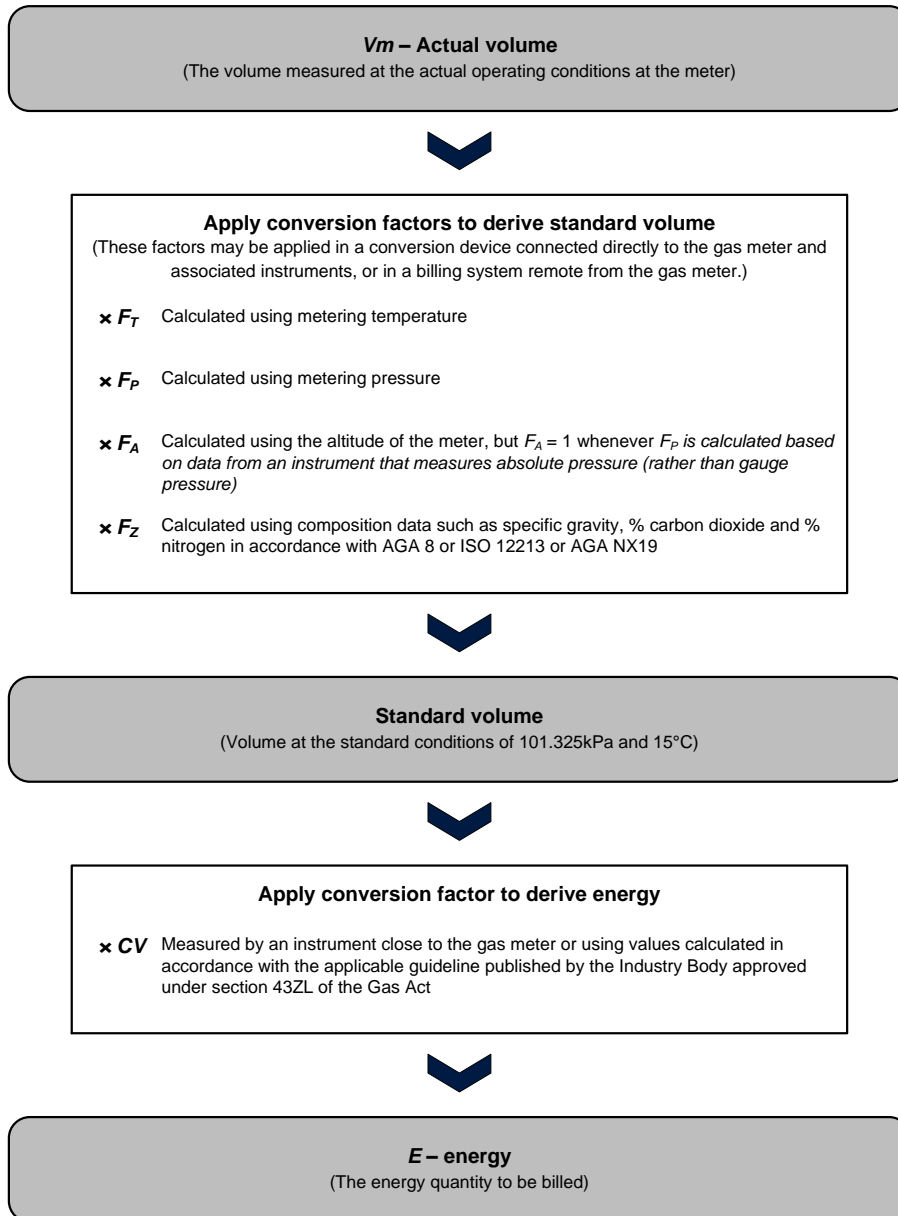 Vm – Actual volume
(The volume measured at the actual operating conditions at the meter)
Apply conversion factors to derive standard volume
(These factors may be applied in a conversion device connected directly to the gas meter and
associated instruments, or in a billing system remote from the gas meter.)
× FT Calculated using metering temperature
× FP Calculated using metering pressure
× FA Calculated using the altitude of the meter, but FA = 1 whenever FP is calculated based
on data from an instrument that measures absolute pressure (rather than gauge
pressure)
× FZ Calculated using composition data such as specific gravity, % carbon dioxide and %
nitrogen in accordance with AGA 8 or ISO 12213 or AGA NX19
Standard volume
(Volume at the standard conditions of 101.325kPa and 15°C)
Apply conversion factor to derive energy
× CV Measured by an instrument close to the gas meter or using values calculated in
accordance with the applicable guideline published by the Industry Body approved
under section 43ZL of the Gas Act
E – energy
(The energy quantity to be billed)